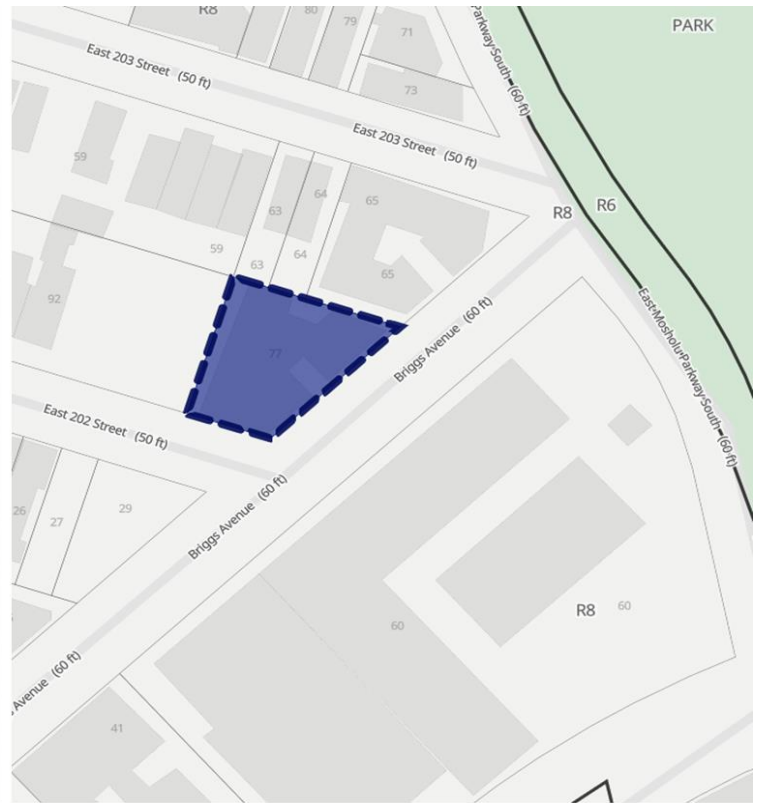 R8
80
79
71
PARK
73
East 203 Street (50 ft)
Parkway South (60 ft)
East 203 Street (50 ft)
59
64
63
65
R8
R6
59
63
64
65
92
77
Briggs Avenue (60 ft)
East Mosholu Parkway South (60 ft)
East 202 Street (50 ft)
26
27
29
Briggs Avenue (60 ft)
R8
60
60
Avenue (60 ft)
41